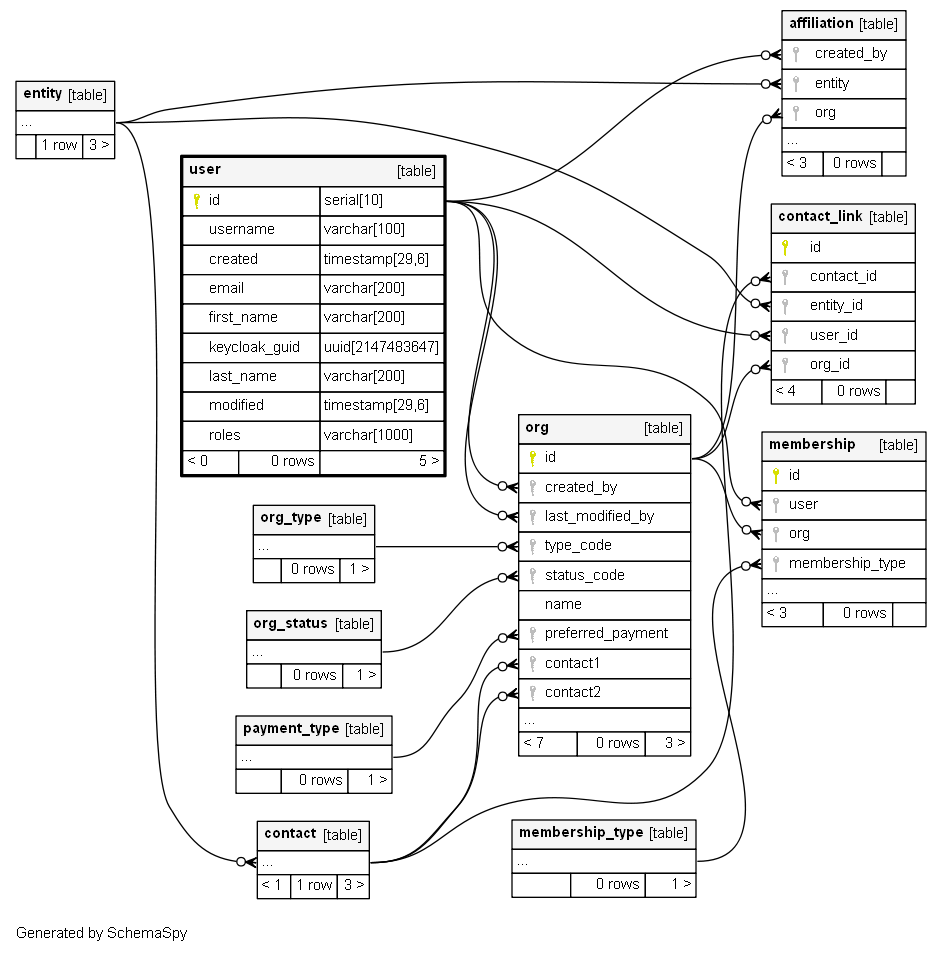 affiliation [table]
created_by
entity
org
...
< 3 0 rows
entity [table]
...
1 row 3 >
user [table]
id serial[10]
username varchar[100]
created timestamp[29,6]
email varchar[200]
first_name varchar[200]
keycloak_guid uuid[2147483647]
last_name varchar[200]
modified timestamp[29,6]
roles varchar[1000]
< 0 0 rows 5 >
contact_link [table]
id
contact_id
entity_id
user_id
org_id
< 4 0 rows
org [table]
id
created_by
last_modified_by
type_code
status_code
name
preferred_payment
contact1
contact2
...
< 7 0 rows 3 >
membership [table]
id
user
org
membership_type
...
< 3 0 rows
org_type [table]
...
0 rows 1 >
org_status [table]
...
0 rows 1 >
payment_type [table]
...
0 rows 1 >
contact [table]
...
< 1 1 row 3 >
membership_type [table]
...
0 rows 1 >
Generated by SchemaSpy